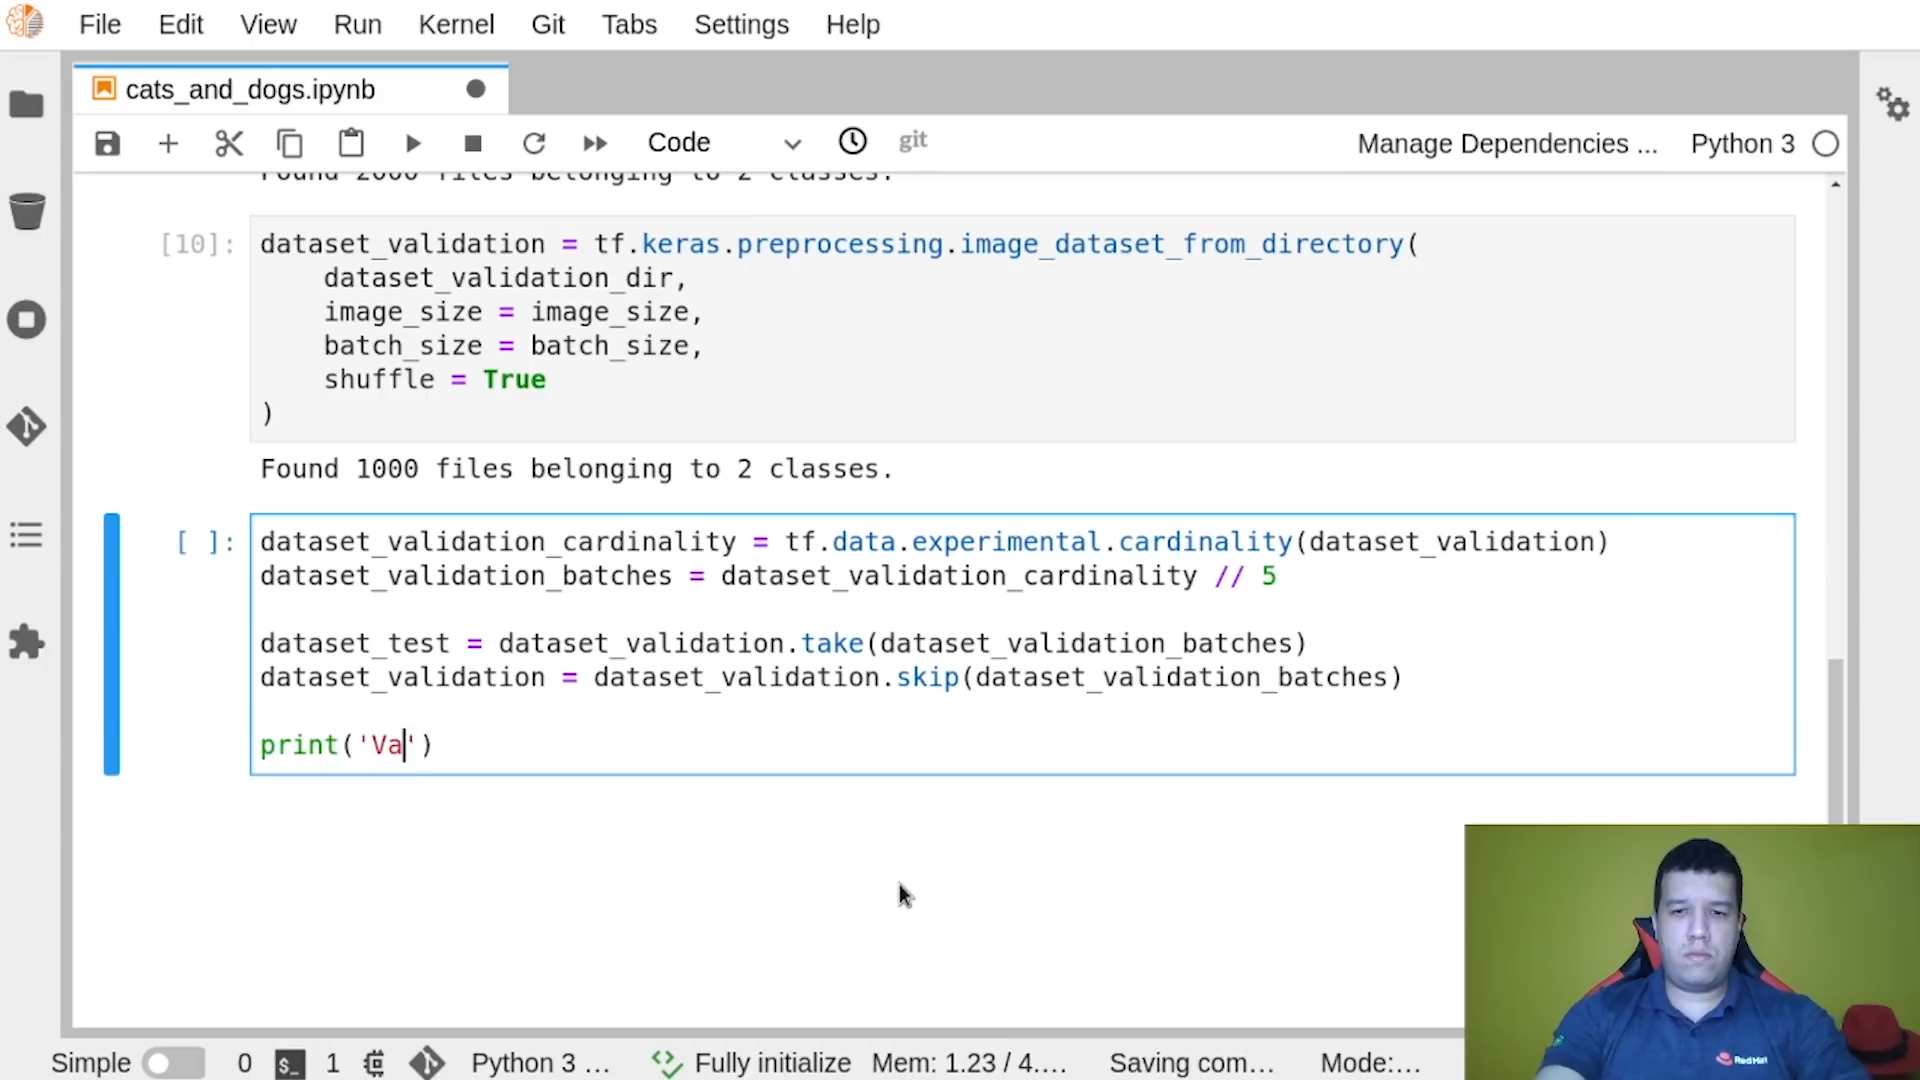 File Edit View Run Kernel Git Tabs Settings Help
cats_and_dogs.ipynb
Code git Manage Dependencies ... Python 3
Found 2000 files belonging to 2 classes.
[10]: dataset_validation = tf.keras.preprocessing.image_dataset_from_directory(
dataset_validation_dir,
image_size = image_size,
batch_size = batch_size,
shuffle = True
)
Found 1000 files belonging to 2 classes.
[ ]: dataset_validation_cardinality = tf.data.experimental.cardinality(dataset_validation)
dataset_validation_batches = dataset_validation_cardinality // 5
dataset_test = dataset_validation.take(dataset_validation_batches)
dataset_validation = dataset_validation.skip(dataset_validation_batches)
print('Va')
Red Hat
Simple 0 $_ 1 Python 3 ... Fully initialize Mem: 1.23 / 4.... Saving com... Mode:...